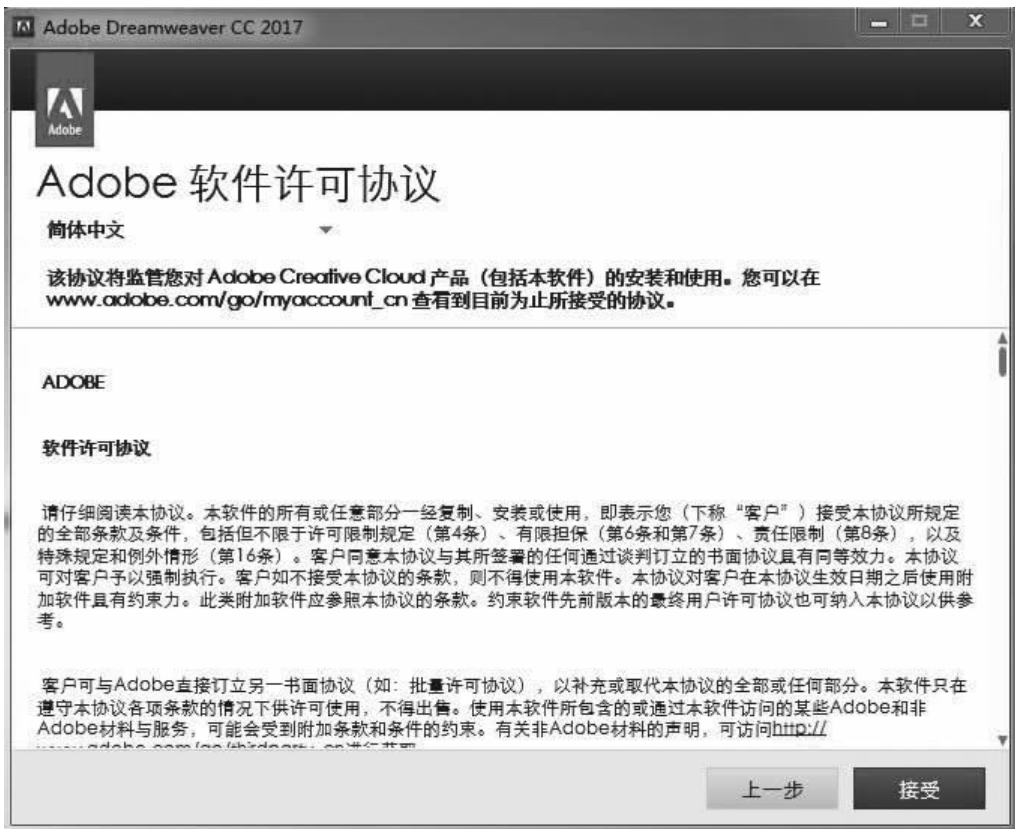 Adobe Dreamweaver CC 2017
Adobe
Adobe 软件许可协议
简体中文
该协议将监管您对 Adobe Creative Cloud 产品（包括本软件）的安装和使用。您可以在
www.adobe.com/go/myaccount_cn 查看到目前为止所接受的协议。
ADOBE
软件许可协议
请仔细阅读本协议。本软件的所有或任意部分一经复制、安装或使用，即表示您（下称“客户”）接受本协议所规定
的全部条款及条件，包括但不限于许可限制规定（第4条）、有限担保（第6条和第7条）、责任限制（第8条），以及
特殊规定和例外情形（第16条）。客户同意本协议与其所签署的任何通过谈判订立的书面协议具有同等效力。本协议
可对客户予以强制执行。客户如不接受本协议的条款，则不得使用本软件。本协议对客户在本协议生效日期之后使用附
加软件具有约束力。此类附加软件应参照本协议的条款。约束软件先前版本的最终用户许可协议也可纳入本协议以供参
考。
客户可与Adobe直接订立另一书面协议（如：批量许可协议），以补充或取代本协议的全部或任何部分。本软件只在
遵守本协议各项条款的情况下供许可使用，不得出售。使用本软件所包含的或通过本软件访问的某些Adobe和非
Adobe材料与服务，可能会受到附加条款和条件的约束。有关非Adobe材料的声明，可访问http://
www.adobe.com/go/thirdparty_cn进行获取
上一步
接受